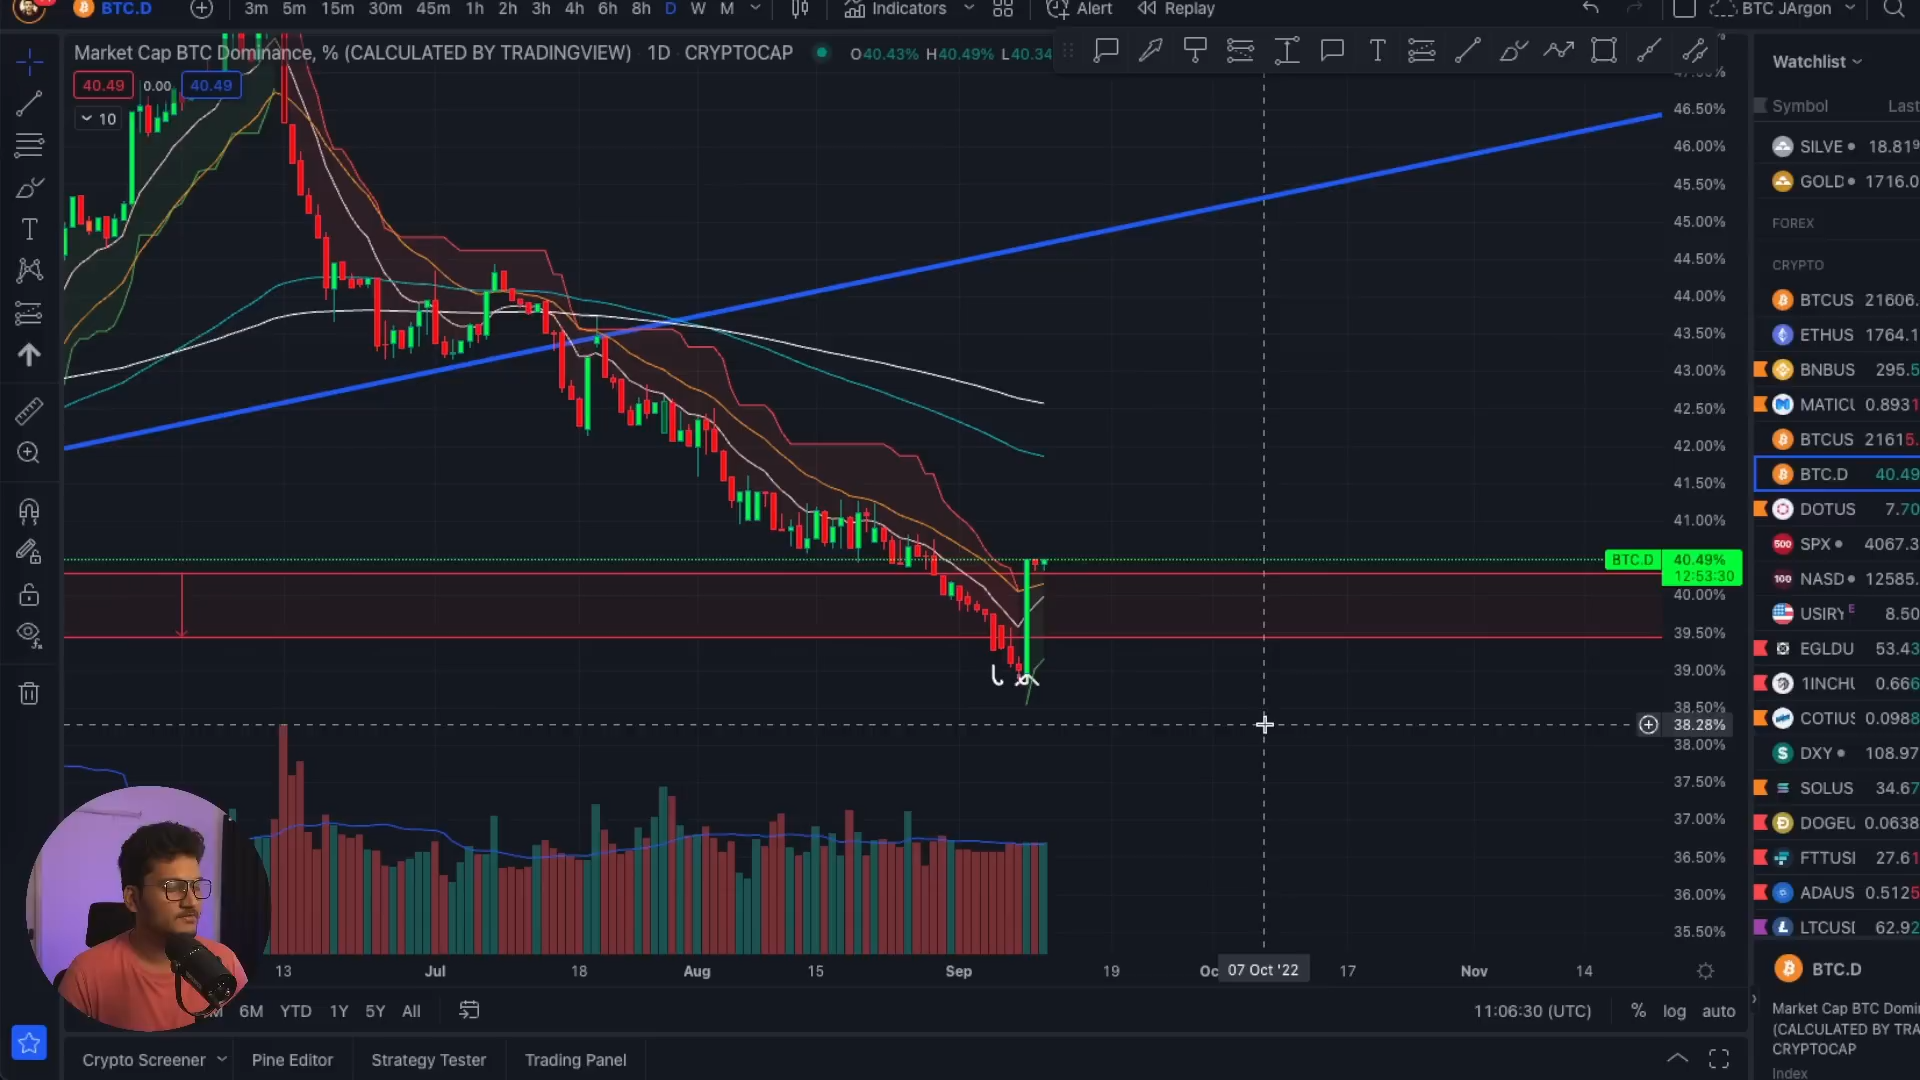 BTC.D
3m 5m 15m 30m 45m 1h 2h 3h 4h 6h 8h D W M
Indicators
Alert
Replay
BTC JArgon
Market Cap BTC Dominance, % (CALCULATED BY TRADINGVIEW) 1D CRYPTOCAP
O40.43% H40.49% L40.34
40.49 0.00 40.49
10
T
T
46.50%
46.00%
45.50%
45.00%
44.50%
44.00%
43.50%
43.00%
42.50%
42.00%
41.50%
41.00%
BTC.D 40.49%
12:53:30
40.00%
39.50%
39.00%
38.50%
38.28%
38.00%
37.50%
37.00%
36.50%
36.00%
35.50%
13 Jul 18 Aug 15 Sep 19 Oc 07 Oct '22 17 Nov 14
6M YTD 1Y 5Y All
11:06:30 (UTC)
% log auto
Crypto Screener
Pine Editor
Strategy Tester
Trading Panel
Watchlist
Symbol Last
SILVE 18.819
GOLD 1716.0
FOREX
CRYPTO
BTCUS 21606.
ETHUS 1764.1
BNBUS 295.5
MATICU 0.8931
BTCUS 21615.
BTC.D 40.49
DOTUS 7.70
500 SPX 4067.3
100 NASD 12585.
USIRY E 8.50
EGLDU 53.43
1INCHU 0.666
COTIUS 0.0988
DXY 108.97
SOLUS 34.67
DOGEU 0.0638
FTTUSI 27.61
ADAUS 0.5125
LTCUSI 62.92
BTC.D
Market Cap BTC Domi
(CALCULATED BY TRA
CRYPTOCAP
Index